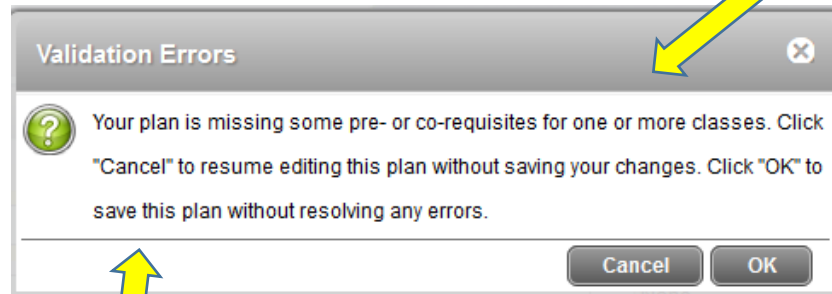 Validation Errors
Your plan is missing some pre- or co-requisites for one or more classes. Click
"Cancel" to resume editing this plan without saving your changes. Click "OK" to
save this plan without resolving any errors.
Cancel OK